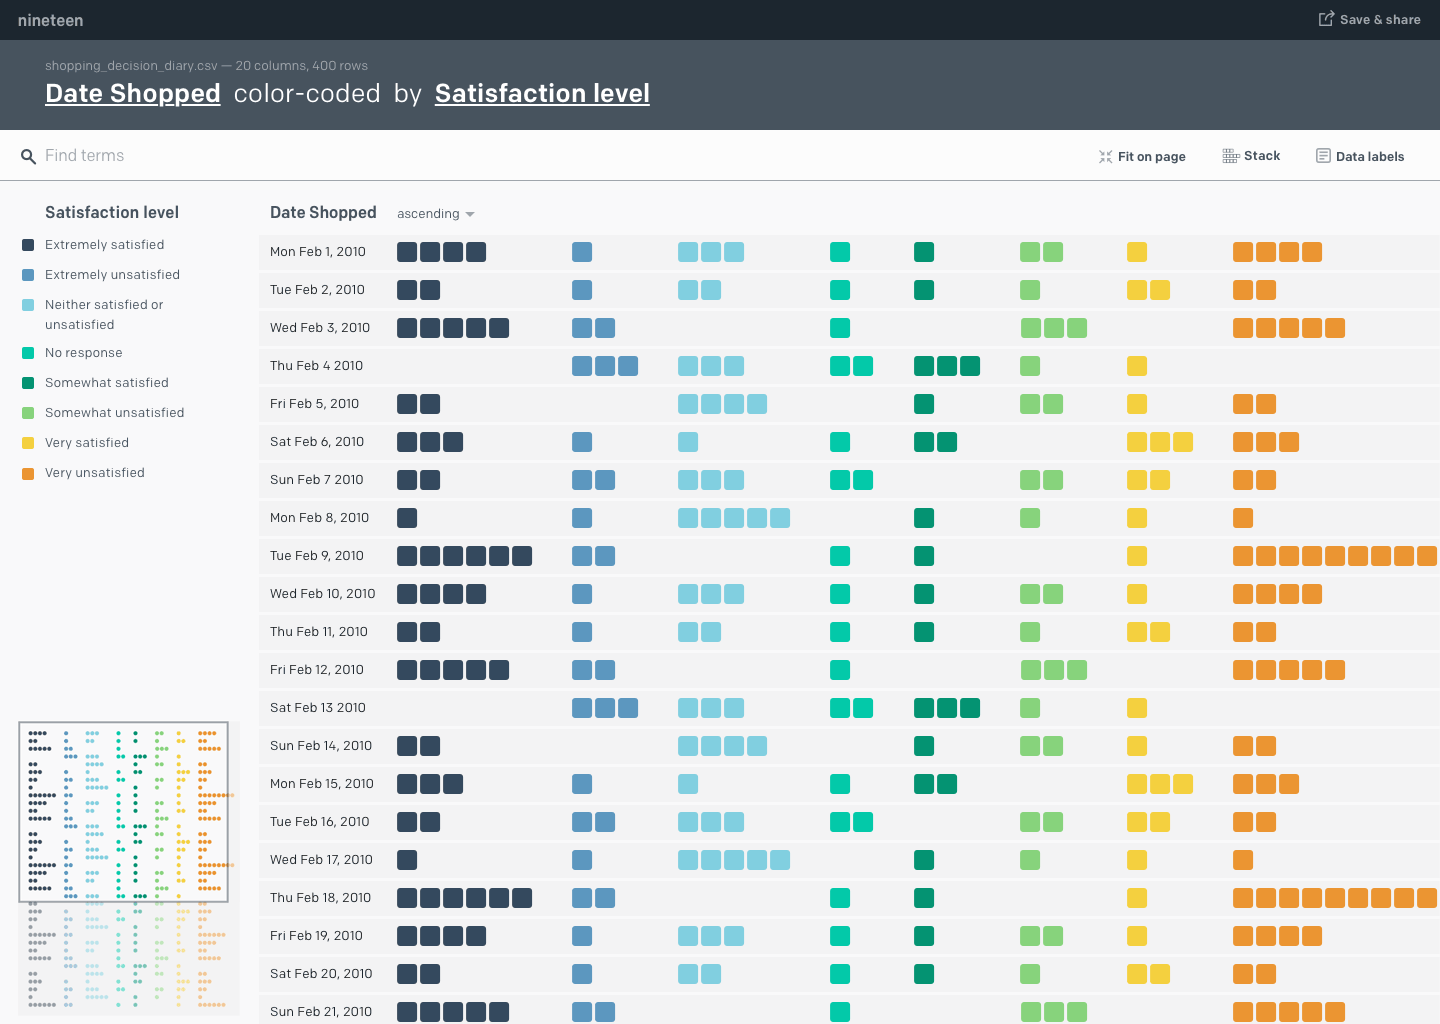 nineteen
Save & share
shopping_decision_diary.csv — 20 columns, 400 rows
Date Shopped color-coded by Satisfaction level
Find terms
Fit on page
Stack
Data labels
Satisfaction level
Extremely satisfied
Extremely unsatisfied
Neither satisfied or
unsatisfied
No response
Somewhat satisfied
Somewhat unsatisfied
Very satisfied
Very unsatisfied
Date Shopped ascending
Mon Feb 1, 2010
Tue Feb 2, 2010
Wed Feb 3, 2010
Thu Feb 4 2010
Fri Feb 5, 2010
Sat Feb 6, 2010
Sun Feb 7 2010
Mon Feb 8, 2010
Tue Feb 9, 2010
Wed Feb 10, 2010
Thu Feb 11, 2010
Fri Feb 12, 2010
Sat Feb 13 2010
Sun Feb 14, 2010
Mon Feb 15, 2010
Tue Feb 16, 2010
Wed Feb 17, 2010
Thu Feb 18, 2010
Fri Feb 19, 2010
Sat Feb 20, 2010
Sun Feb 21, 2010